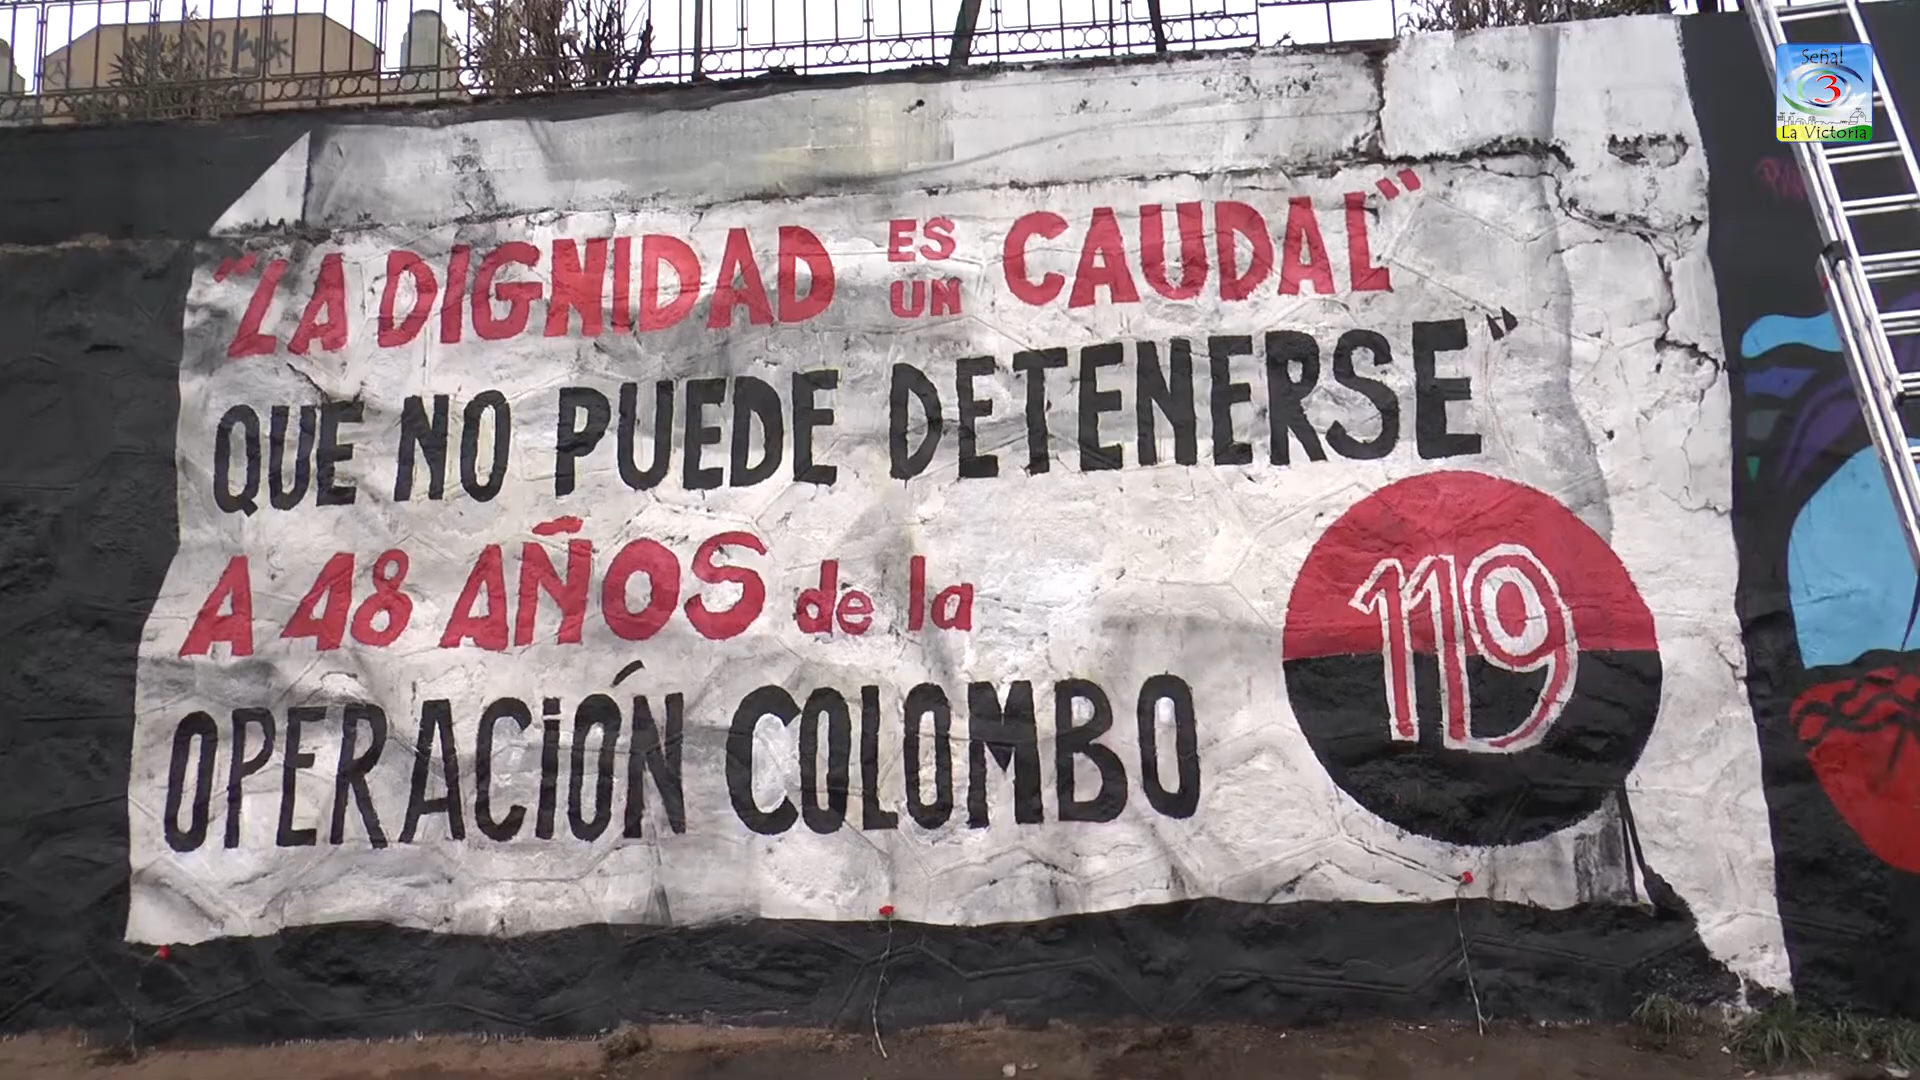 "LA DIGNIDAD ES UN CAUDAL"
QUE NO PUEDE DETENERSE"
A 48 AÑOS de la
OPERACIÓN COLOMBO
119
Señal
3
La Victoria